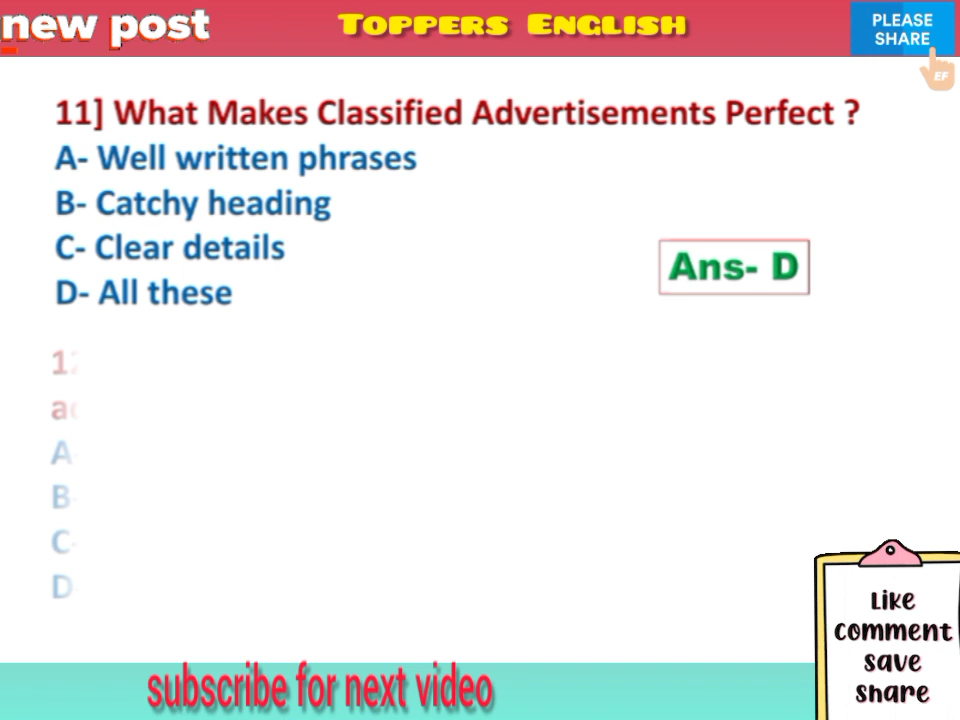 new post
Toppers English
PLEASE
SHARE
EF
11] What Makes Classified Advertisements Perfect ?
A- Well written phrases
B- Catchy heading
C- Clear details
D- All these
Ans- D
A-
B-
C-
D-
Like
Comment
save
share
subscribe for next video